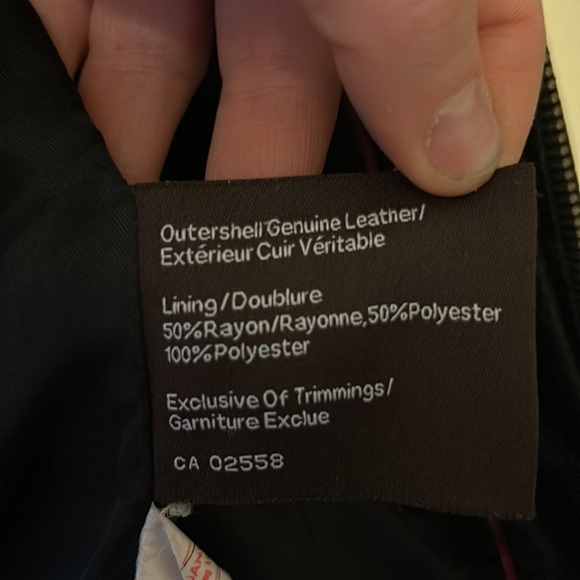 Outershell Genuine Leather/
Extérieur Cuir Véritable
Lining/Doublure
50%Rayon/Rayonne,50%Polyester
100%Polyester
Exclusive Of Trimmings/
Garniture Exclue
CA 02558